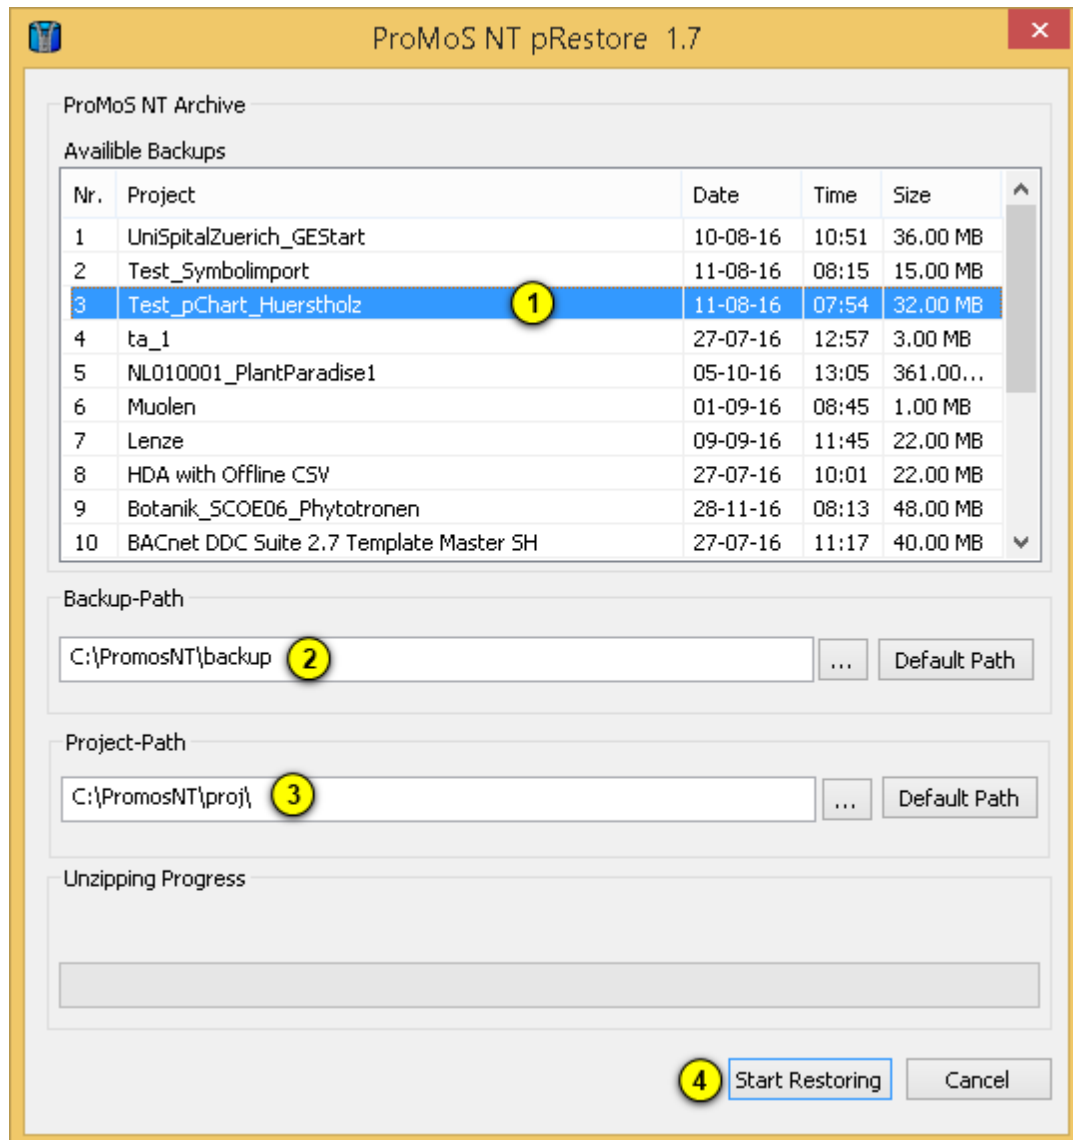 ProMoS NT pRestore 1.7
ProMoS NT Archive
Availible Backups
Nr. Project Date Time Size
1 UniSpitalZuerich_GEStart 10-08-16 10:51 36.00 MB
2 Test_Symbolimport 11-08-16 08:15 15.00 MB
3 Test_pChart_Huerstholz 1 11-08-16 07:54 32.00 MB
4 ta_1 27-07-16 12:57 3.00 MB
5 NL010001_PlantParadise1 05-10-16 13:05 361.00...
6 Muolen 01-09-16 08:45 1.00 MB
7 Lenze 09-09-16 11:45 22.00 MB
8 HDA with Offline CSV 27-07-16 10:01 22.00 MB
9 Botanik_SCOE06_Phytotronen 28-11-16 08:13 48.00 MB
10 BACnet DDC Suite 2.7 Template Master SH 27-07-16 11:17 40.00 MB
Backup-Path
C:\PromosNT\backup 2 ... Default Path
Project-Path
C:\PromosNT\proj\ 3 ... Default Path
Unzipping Progress
4 Start Restoring Cancel